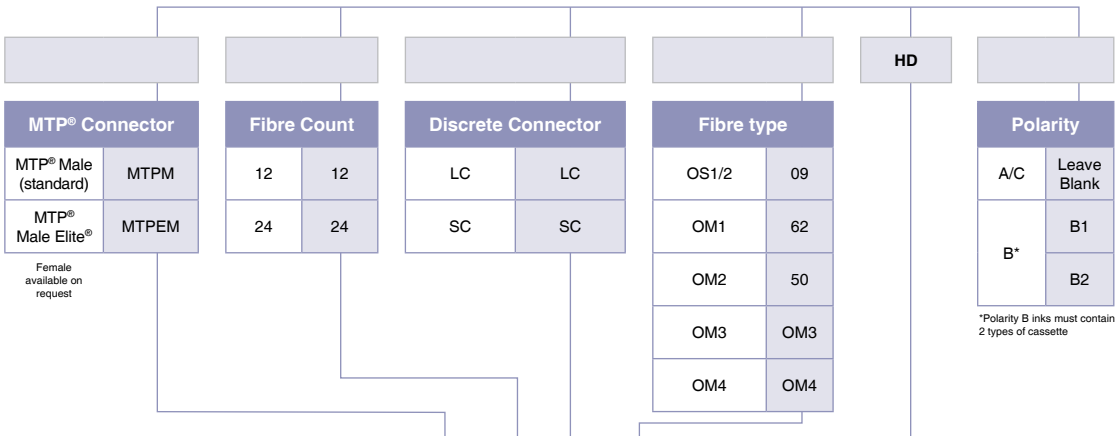 HD
MTP® Connector
MTP® Male
(standard)
MTPM
MTP®
Male Elite®
MTPEM
Female
available on
request
Fibre Count
12
12
24
24
Discrete Connector
LC
LC
SC
SC
Fibre type
OS1/2
09
OM1
62
OM2
50
OM3
OM3
OM4
OM4
Polarity
A/C
Leave
Blank
B*
B1
B2
*Polarity B inks must contain
2 types of cassette